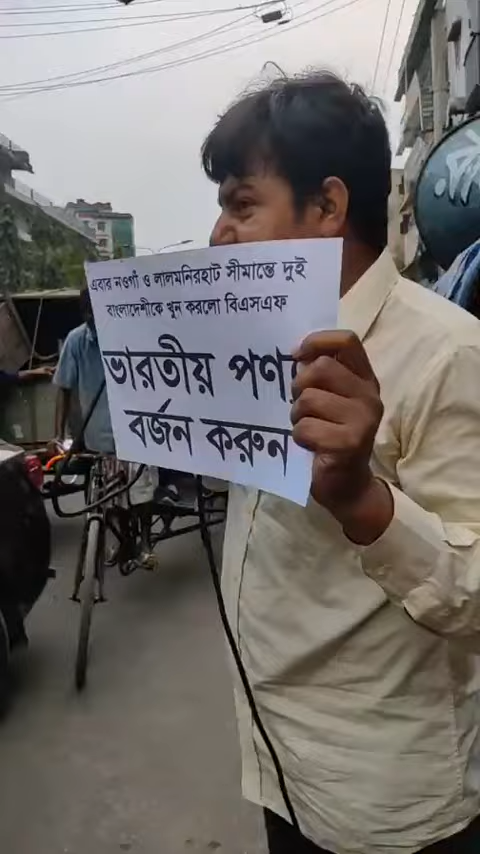 এবার নওগাঁ ও লালমনিরহাট সীমান্তে দুই
বাংলাদেশীকে খুন করলো বিএসএফ
ভারতীয় পণ্য
বর্জন করুন